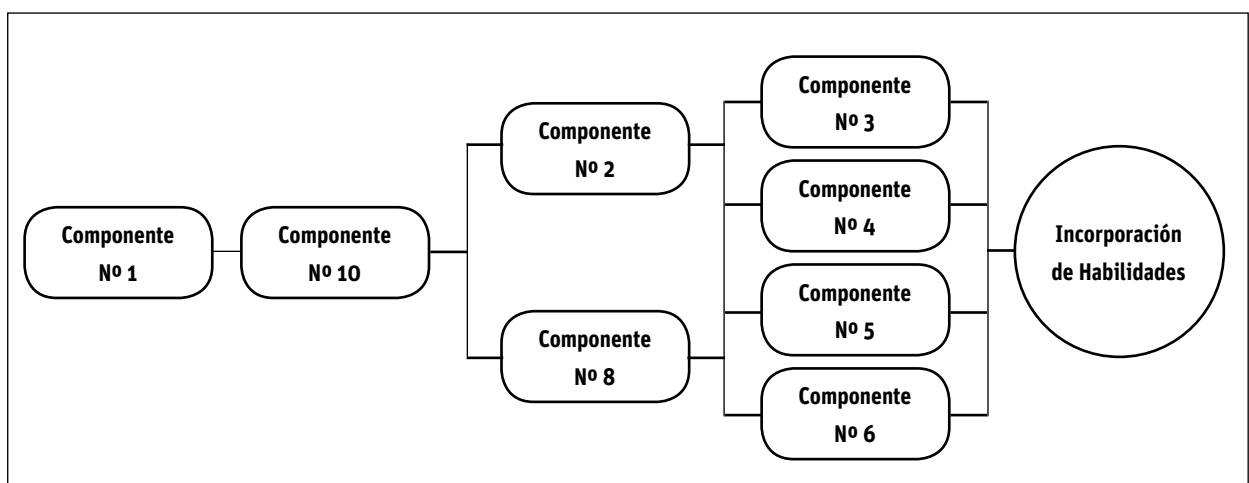 Componente
Nº 1
Componente
Nº 10
Componente
Nº 2
Componente
Nº 8
Componente
Nº 3
Componente
Nº 4
Componente
Nº 5
Componente
Nº 6
Incorporación
de Habilidades